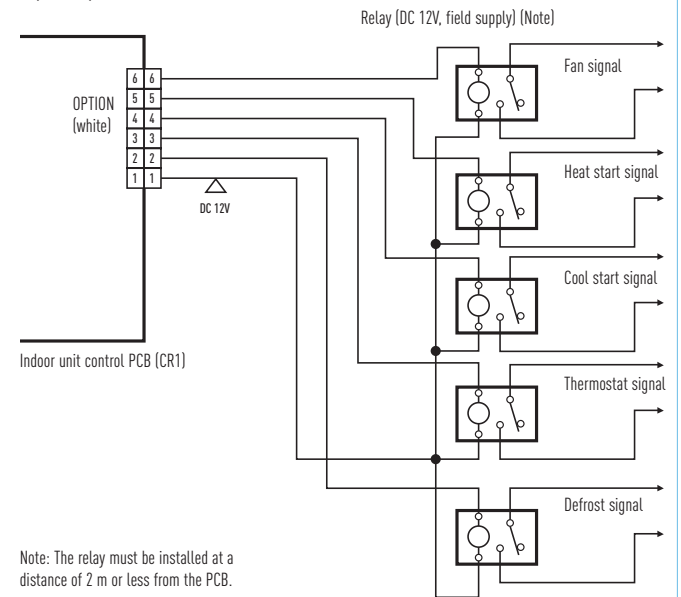 Relay (DC 12V, field supply) (Note)
Fan signal
6 6
OPTION
(white)
5 5
4 4
3 3
2 2
1 1
DC 12V
Heat start signal
Cool start signal
Indoor unit control PCB (CR1)
Thermostat signal
Defrost signal
Note: The relay must be installed at a
distance of 2 m or less from the PCB.